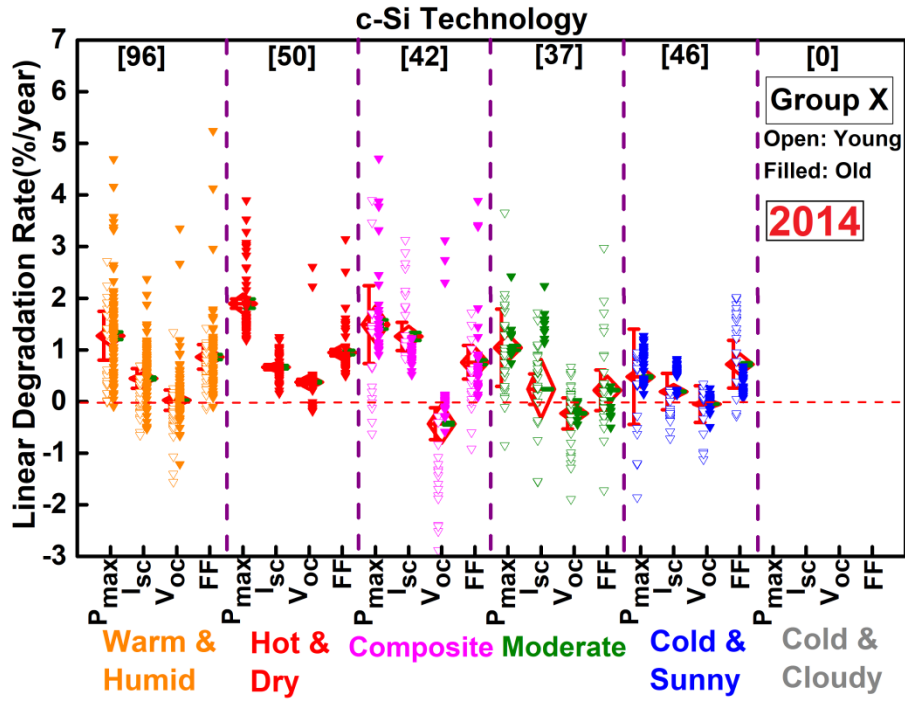 c-Si Technology
Linear Degradation Rate(%/year)
7
6
5
4
3
2
1
0
-1
-2
-3
[96] [50] [42] [37] [46] [0]
Group X
Open: Young
Filled: Old
2014
Pmax Isc Voc FF Pmax Isc Voc FF Pmax Isc Voc FF Pmax Isc Voc FF Pmax Isc Voc FF Pmax Isc Voc FF
Warm &
Humid
Hot &
Dry
Composite
Moderate
Cold &
Sunny
Cold &
Cloudy